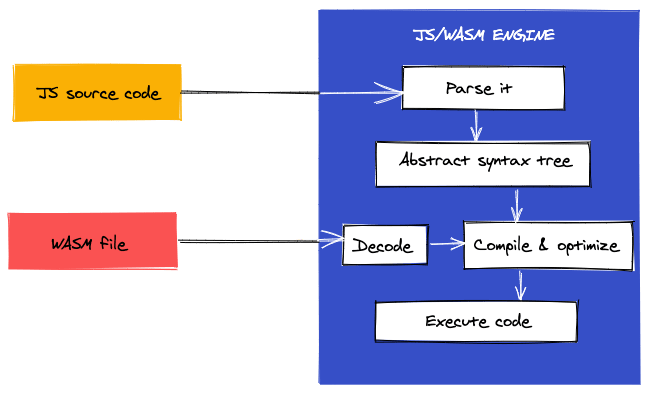 JS/WASM ENGINE
JS source code
Parse it
Abstract syntax tree
WASM file
Decode
Compile & optimize
Execute code